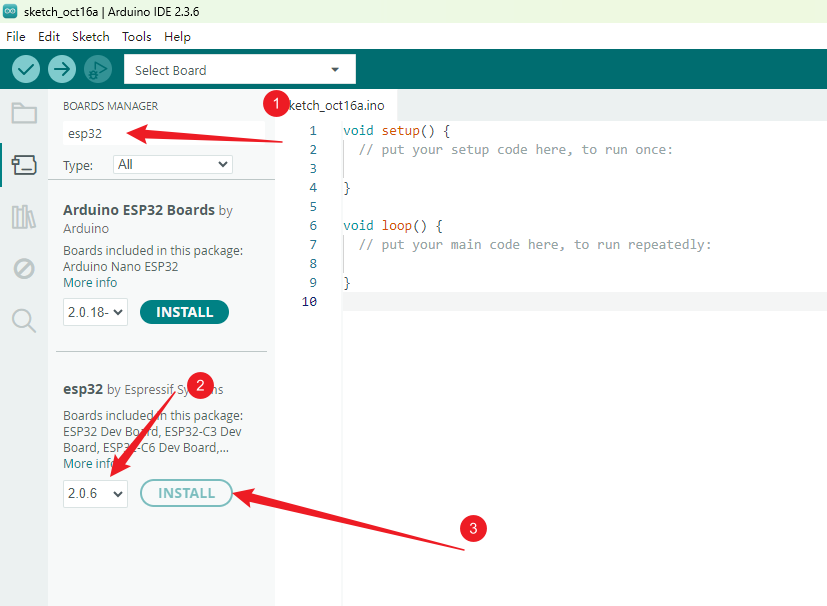 sketch_oct16a | Arduino IDE 2.3.6
File Edit Sketch Tools Help
Select Board
BOARDS MANAGER
esp32
Type: All
Arduino ESP32 Boards by
Arduino
Boards included in this package:
Arduino Nano ESP32
More info
2.0.18- INSTALL
esp32 by Espressif Systems
Boards included in this package:
ESP32 Dev Board, ESP32-C3 Dev
Board, ESP32-C6 Dev Board,...
More info
2.0.6 INSTALL
1
2
3
sketch_oct16a.ino
1 void setup() {
2 // put your setup code here, to run once:
3
4 }
5
6 void loop() {
7 // put your main code here, to run repeatedly:
8
9 }
10